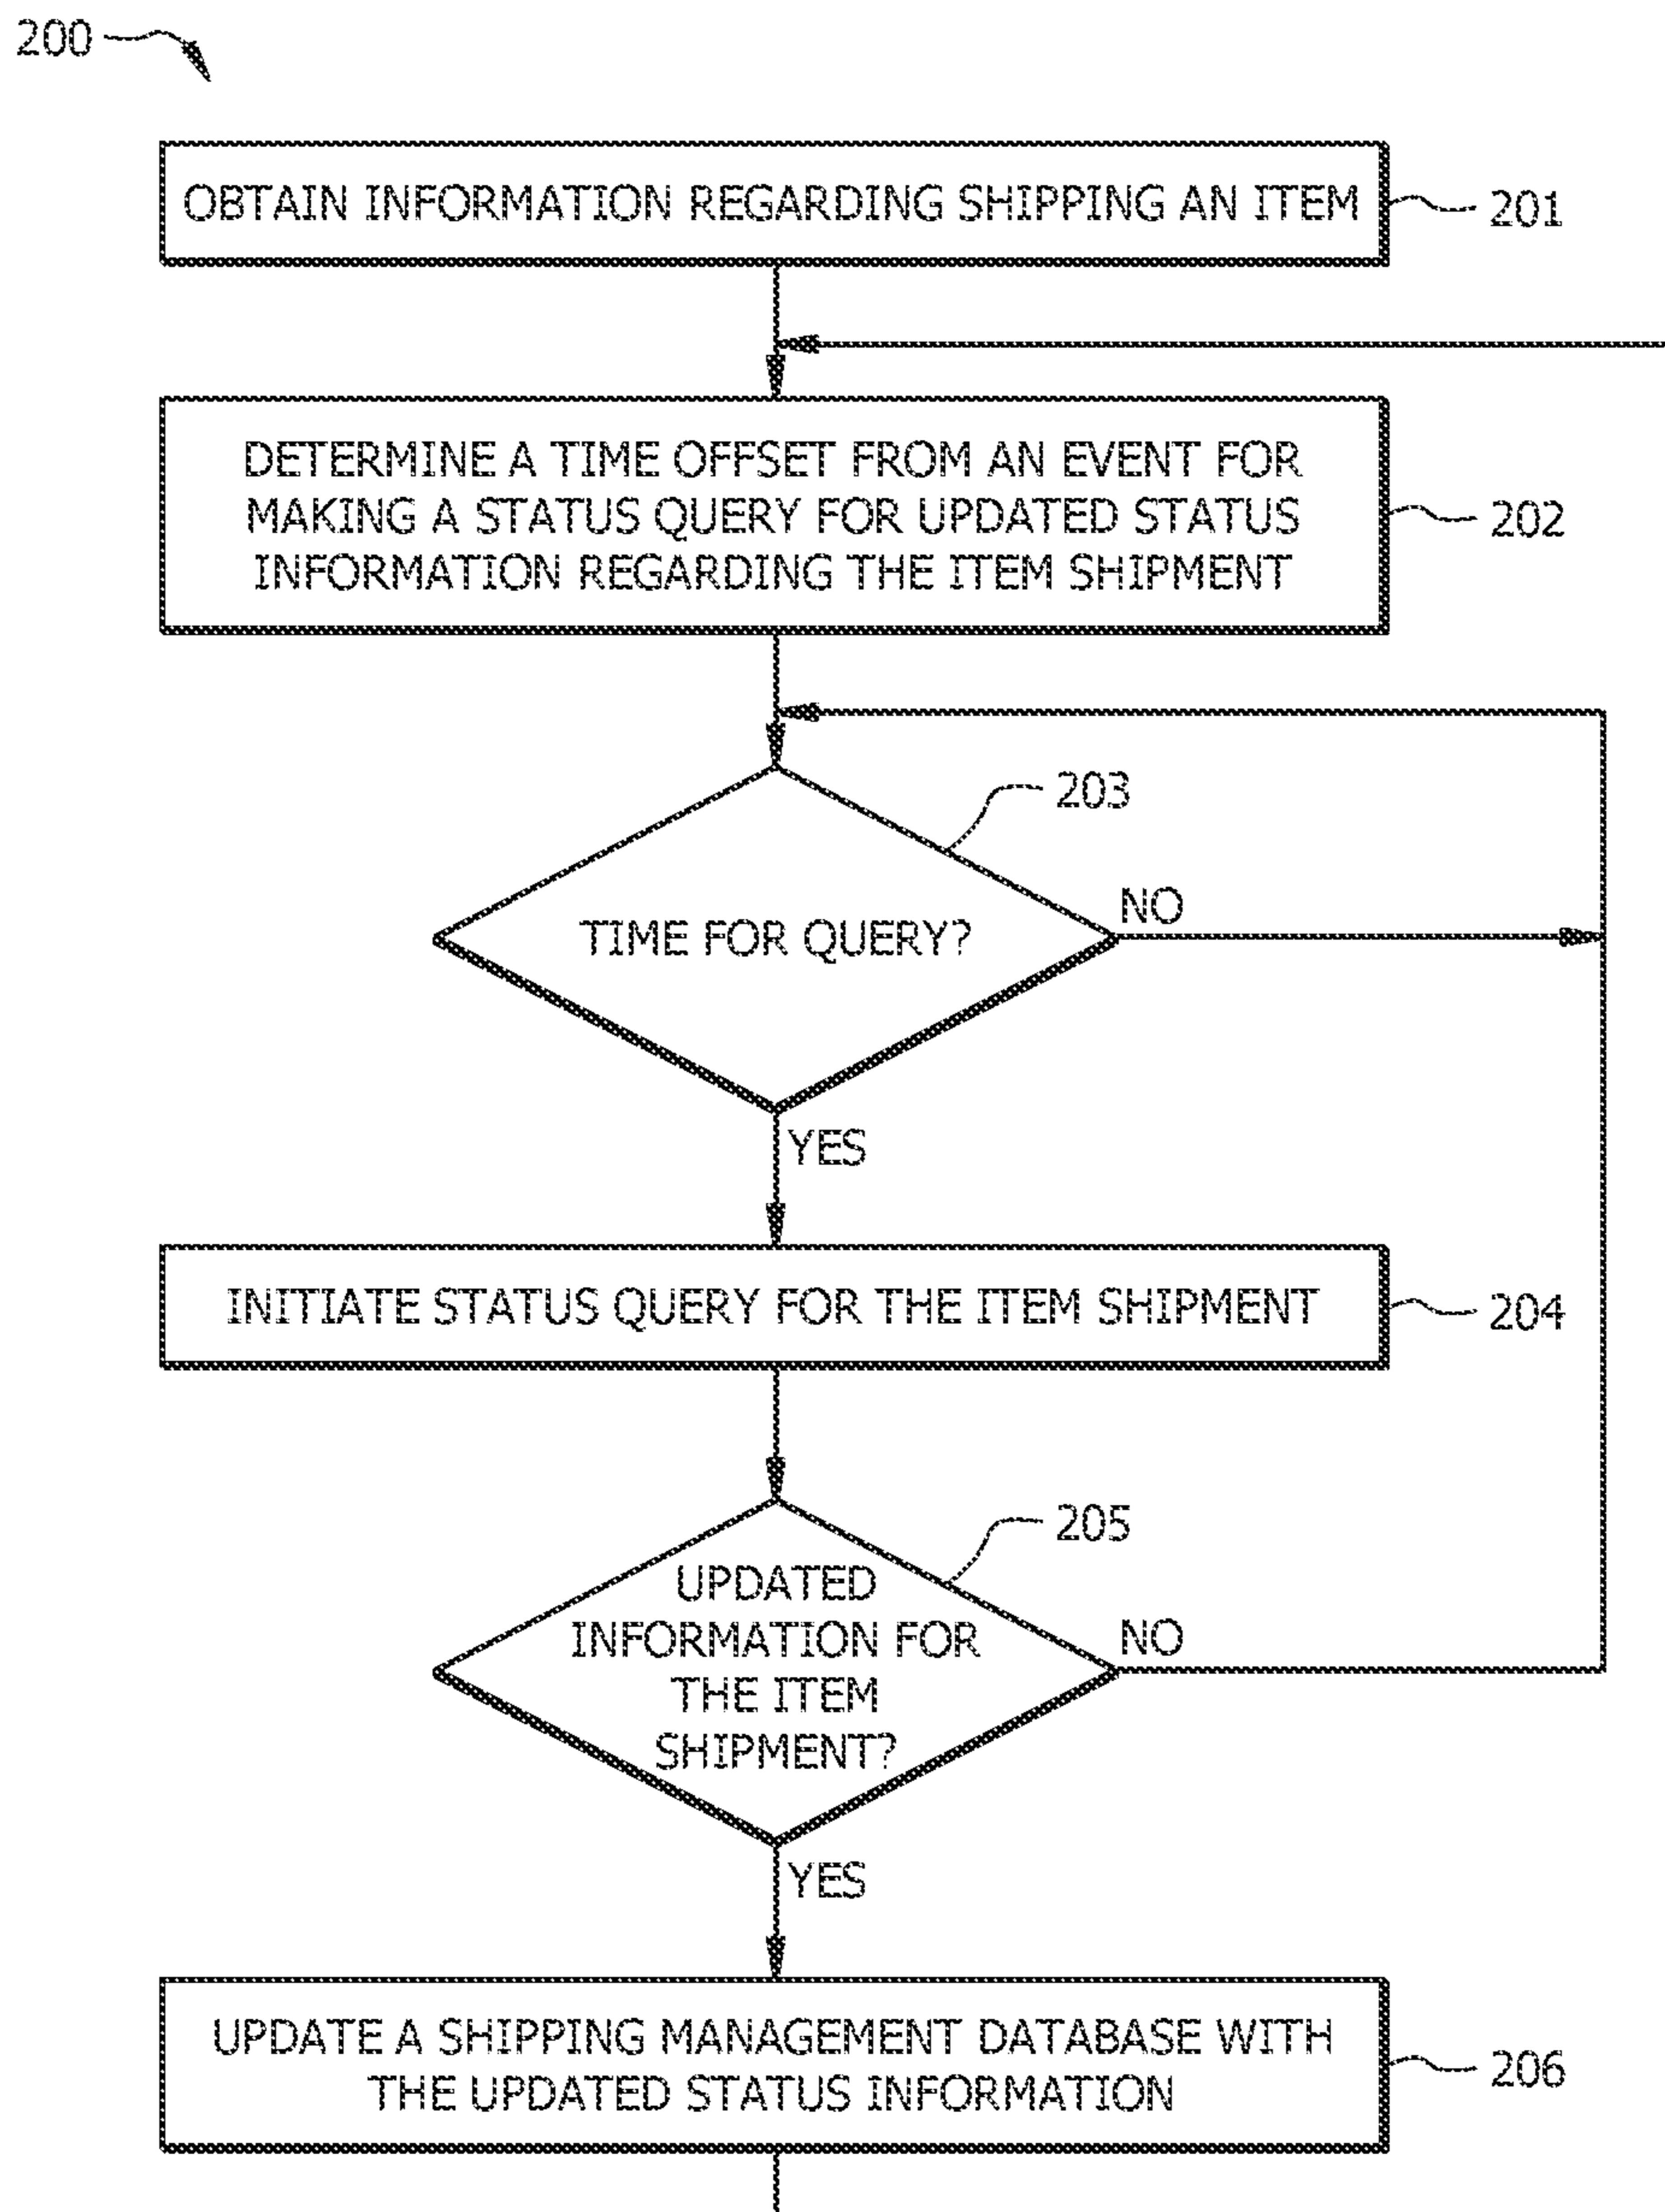 200
OBTAIN INFORMATION REGARDING SHIPPING AN ITEM
201
DETERMINE A TIME OFFSET FROM AN EVENT FOR
MAKING A STATUS QUERY FOR UPDATED STATUS
INFORMATION REGARDING THE ITEM SHIPMENT
202
203
TIME FOR QUERY?
NO
YES
INITIATE STATUS QUERY FOR THE ITEM SHIPMENT
204
205
UPDATED
INFORMATION FOR
THE ITEM
SHIPMENT?
NO
YES
UPDATE A SHIPPING MANAGEMENT DATABASE WITH
THE UPDATED STATUS INFORMATION
206